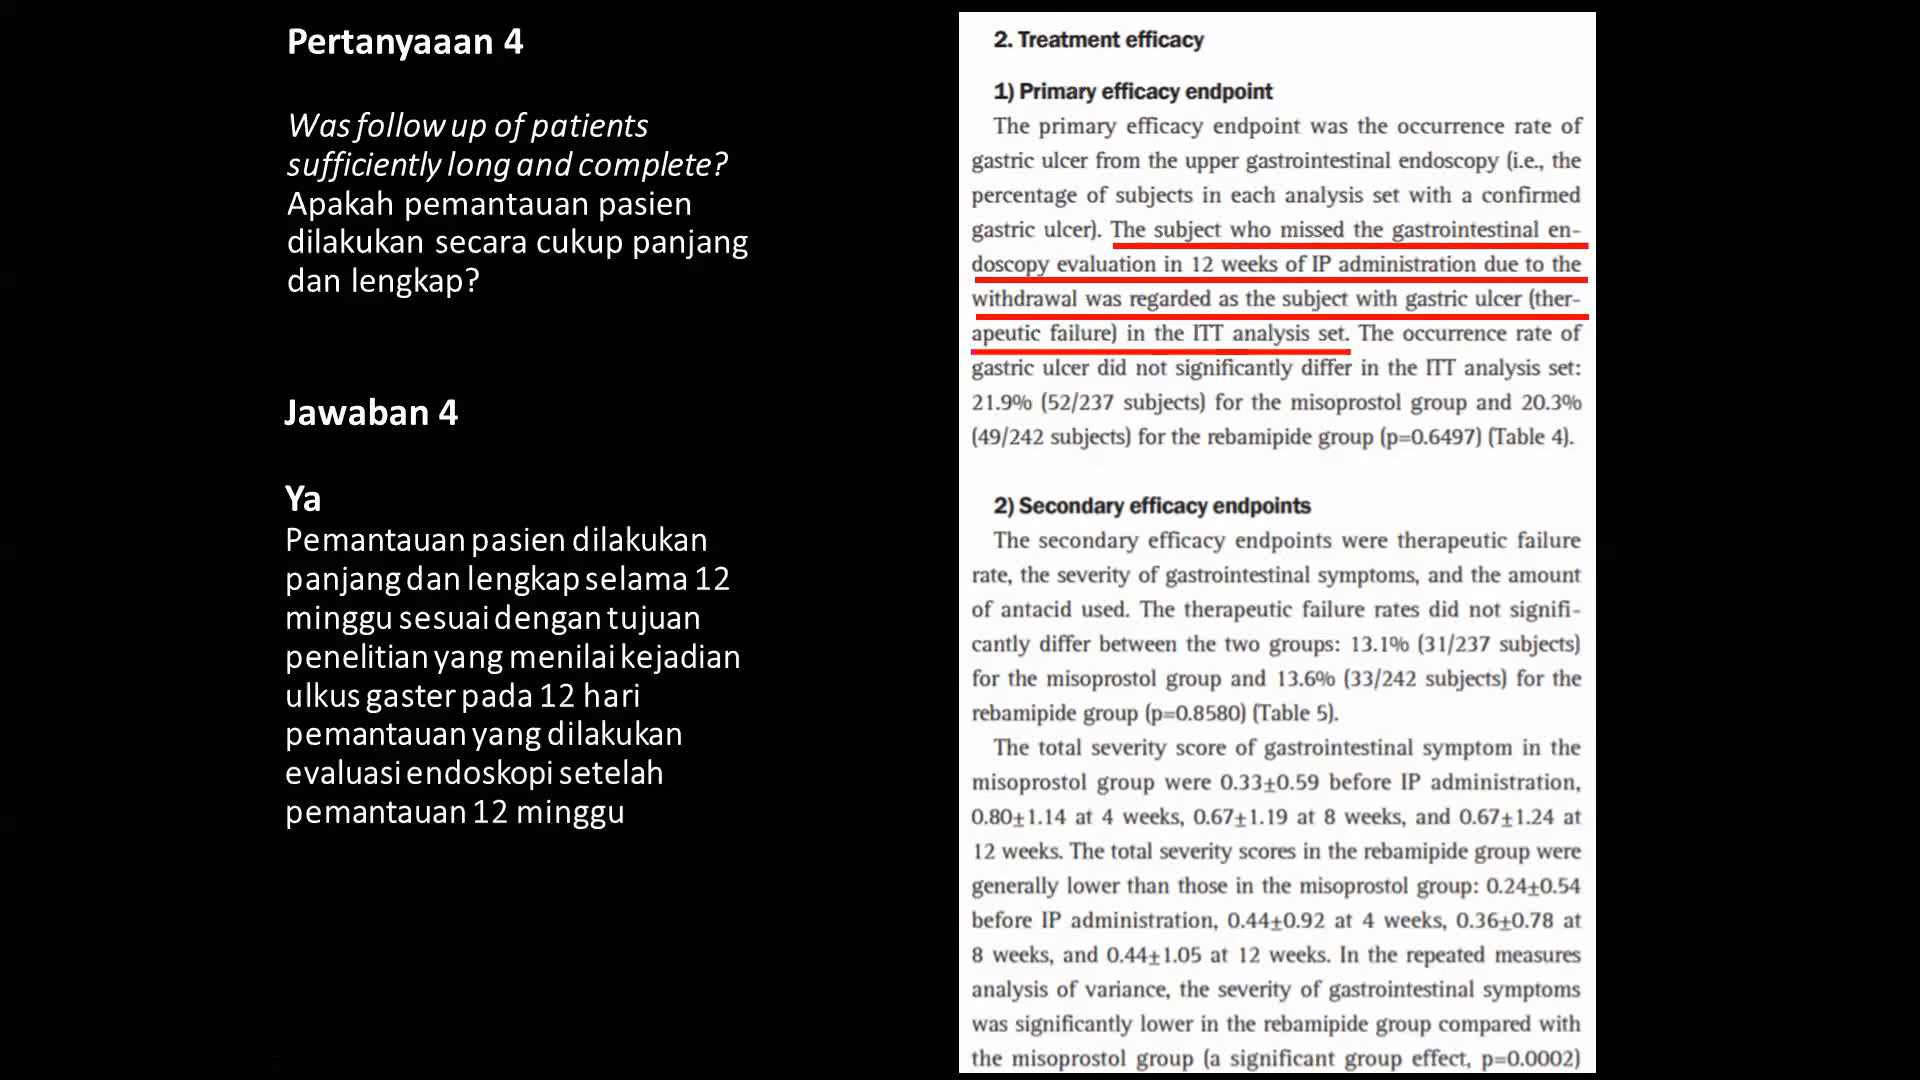 Pertanyaaan 4
Was follow up of patients
sufficiently long and complete?
Apakah pemantauan pasien
dilakukan secara cukup panjang
dan lengkap?
Jawaban 4
Ya
Pemantauan pasien dilakukan
panjang dan lengkap selama 12
minggu sesuai dengan tujuan
penelitian yang menilai kejadian
ulkus gaster pada 12 hari
pemantauan yang dilakukan
evaluasi endoskopi setelah
pemantauan 12 minggu
2. Treatment efficacy
1) Primary efficacy endpoint
The primary efficacy endpoint was the occurrence rate of
gastric ulcer from the upper gastrointestinal endoscopy (i.e., the
percentage of subjects in each analysis set with a confirmed
gastric ulcer). The subject who missed the gastrointestinal en-
doscopy evaluation in 12 weeks of IP administration due to the
withdrawal was regarded as the subject with gastric ulcer (ther-
apeutic failure) in the ITT analysis set. The occurrence rate of
gastric ulcer did not significantly differ in the ITT analysis set:
21.9% (52/237 subjects) for the misoprostol group and 20.3%
(49/242 subjects) for the rebamipide group (p=0.6497) (Table 4).
2) Secondary efficacy endpoints
The secondary efficacy endpoints were therapeutic failure
rate, the severity of gastrointestinal symptoms, and the amount
of antacid used. The therapeutic failure rates did not signifi-
cantly differ between the two groups: 13.1% (31/237 subjects)
for the misoprostol group and 13.6% (33/242 subjects) for the
rebamipide group (p=0.8580) (Table 5).
The total severity score of gastrointestinal symptom in the
misoprostol group were 0.33±0.59 before IP administration,
0.80±1.14 at 4 weeks, 0.67±1.19 at 8 weeks, and 0.67±1.24 at
12 weeks. The total severity scores in the rebamipide group were
generally lower than those in the misoprostol group: 0.24±0.54
before IP administration, 0.44±0.92 at 4 weeks, 0.36±0.78 at
8 weeks, and 0.44±1.05 at 12 weeks. In the repeated measures
analysis of variance, the severity of gastrointestinal symptoms
was significantly lower in the rebamipide group compared with
the misoprostol group (a significant group effect, p=0.0002)